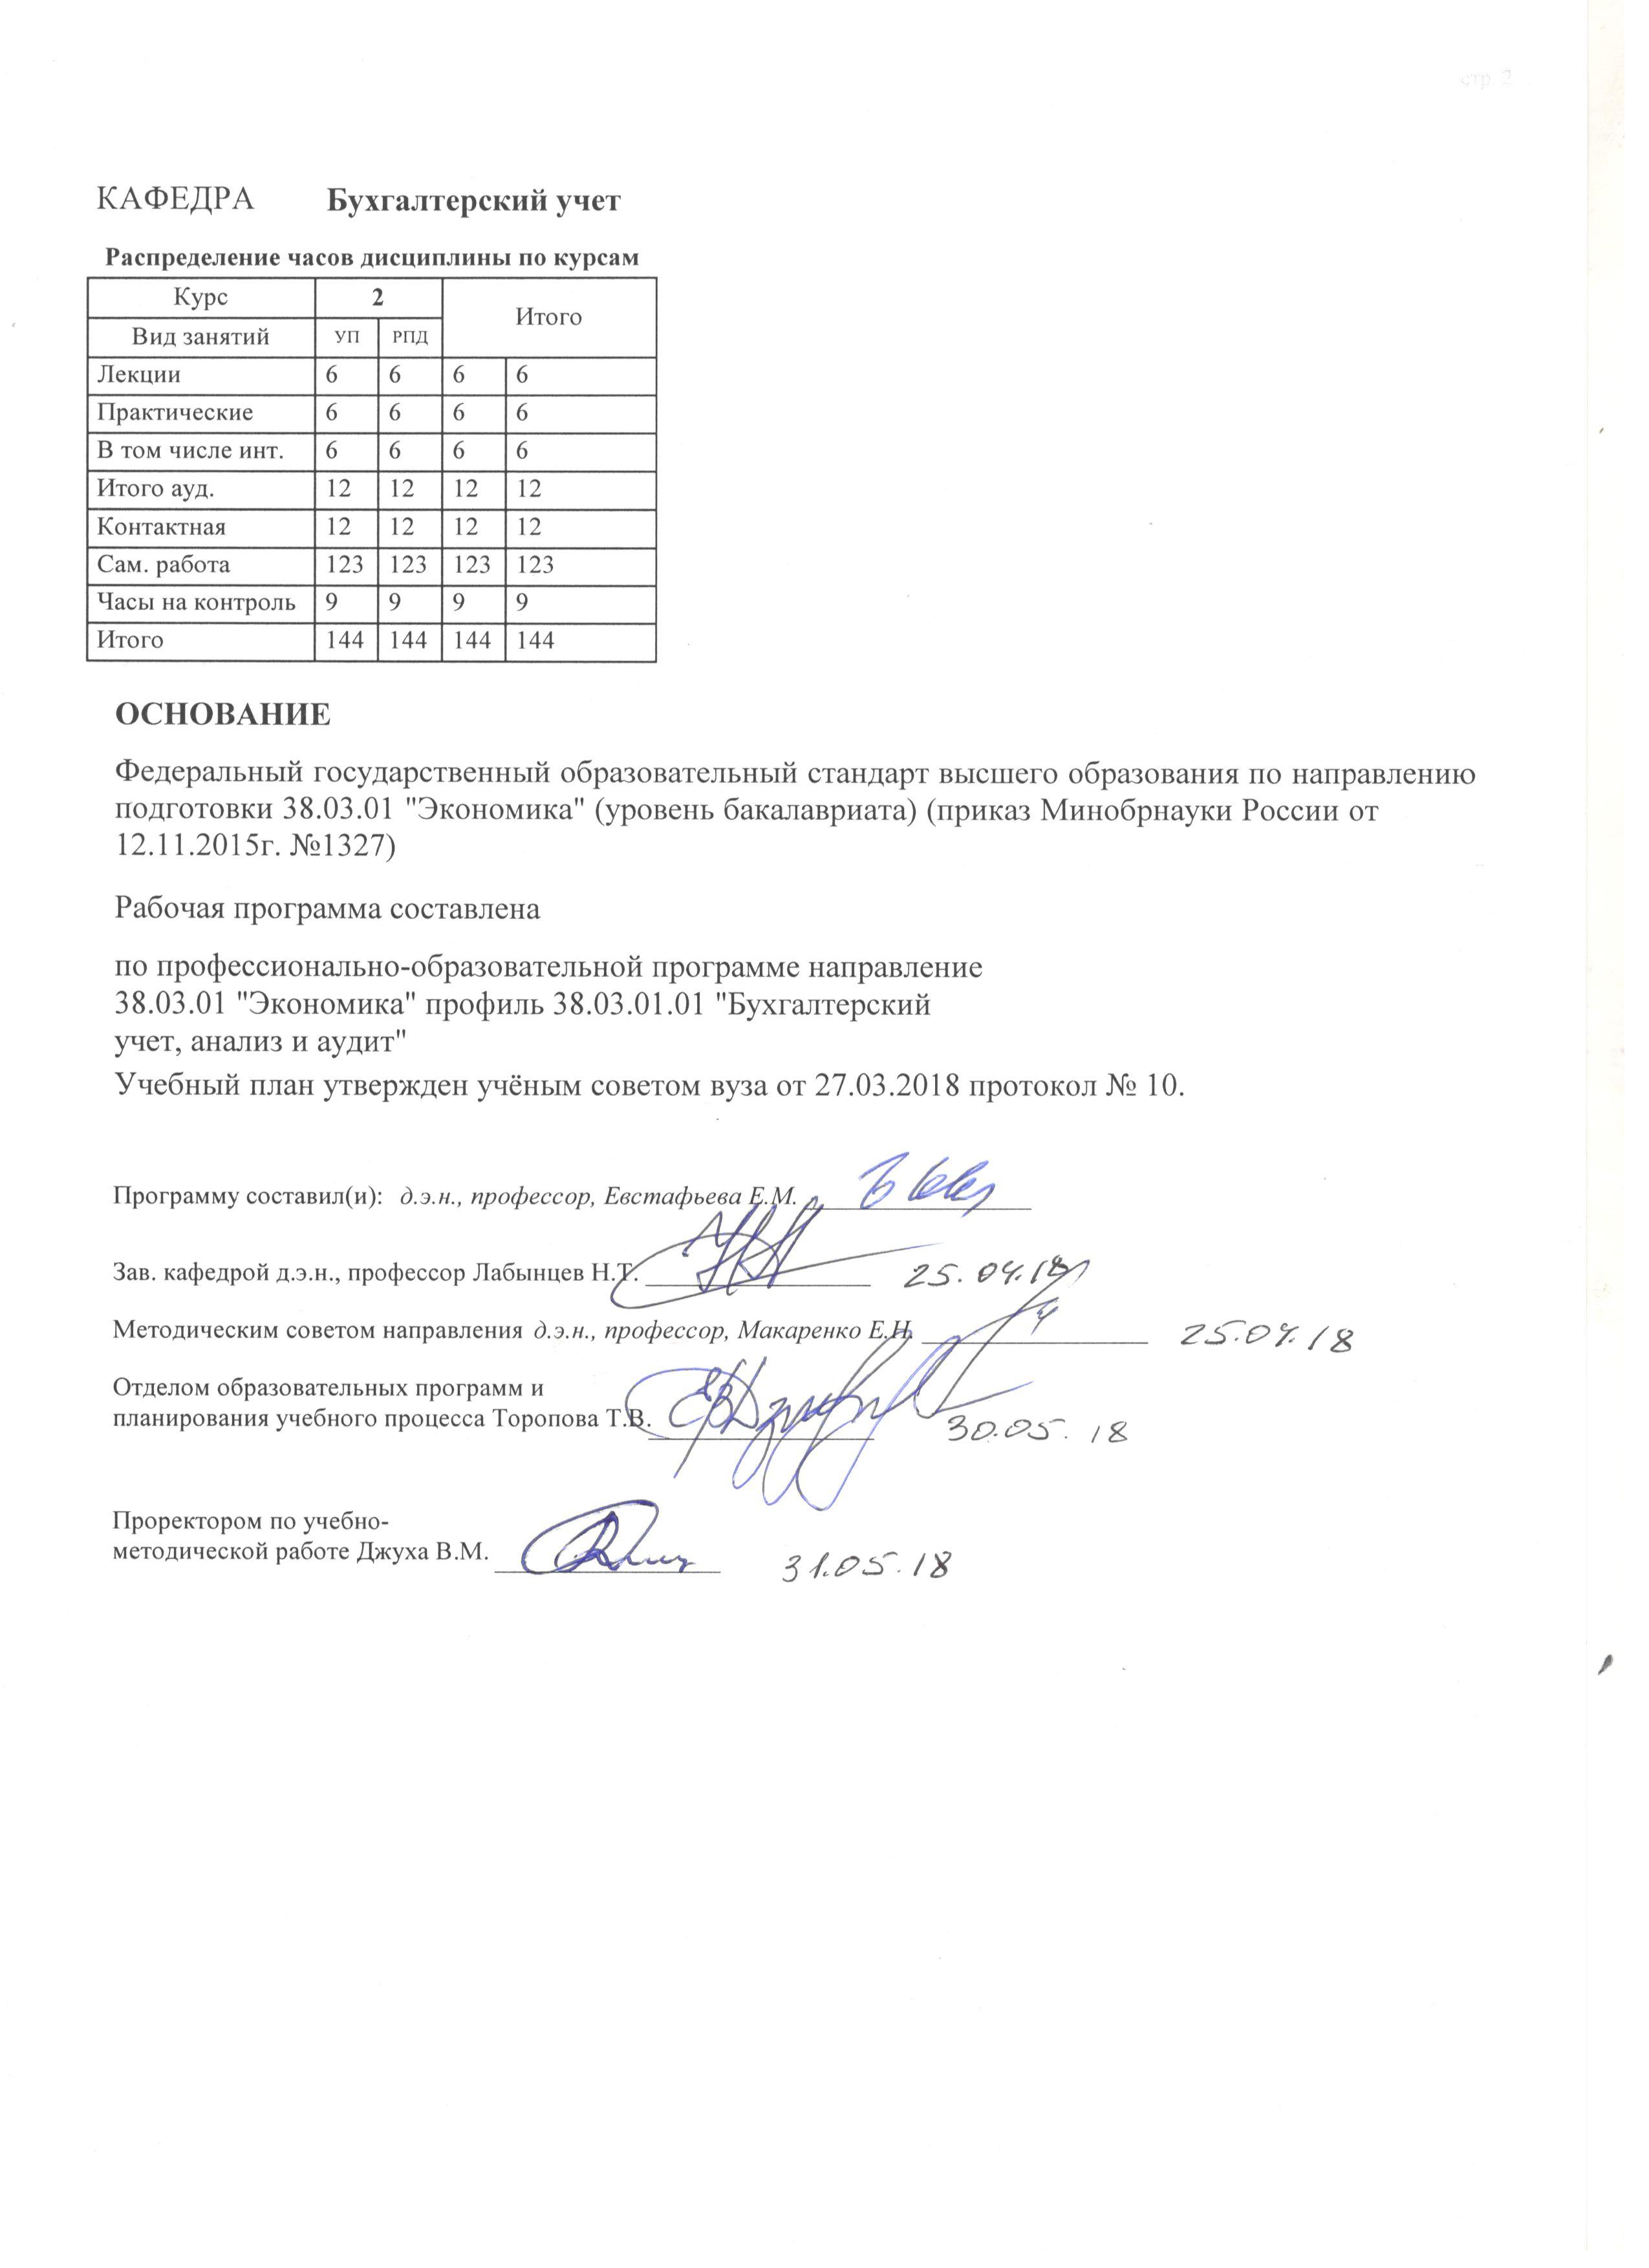 стр. 2
КАФЕДРА Бухгалтерский учет
Распределение часов дисциплины по курсам
Курс 2 Итого
Вид занятий УП РПД
Лекции 6 6 6 6
Практические 6 6 6 6
В том числе инт. 6 6 6 6
Итого ауд. 12 12 12 12
Контактная 12 12 12 12
Сам. работа 123 123 123 123
Часы на контроль 9 9 9 9
Итого 144 144 144 144
ОСНОВАНИЕ
Федеральный государственный образовательный стандарт высшего образования по направлению
подготовки 38.03.01 "Экономика" (уровень бакалавриата) (приказ Минобрнауки России от
12.11.2015г. №1327)
Рабочая программа составлена
по профессионально-образовательной программе направление
38.03.01 "Экономика" профиль 38.03.01.01 "Бухгалтерский
учет, анализ и аудит"
Учебный план утвержден учёным советом вуза от 27.03.2018 протокол № 10.
Программу составил(и): д.э.н., профессор, Евстафьева Е.М.
Зав. кафедрой д.э.н., профессор Лабынцев Н.Т. 25.04.18
Методическим советом направления д.э.н., профессор, Макаренко Е.Н. 25.04.18
Отделом образовательных программ и
планирования учебного процесса Торопова Т.В. 30.05.18
Проректором по учебно-
методической работе Джуха В.М. 31.05.18